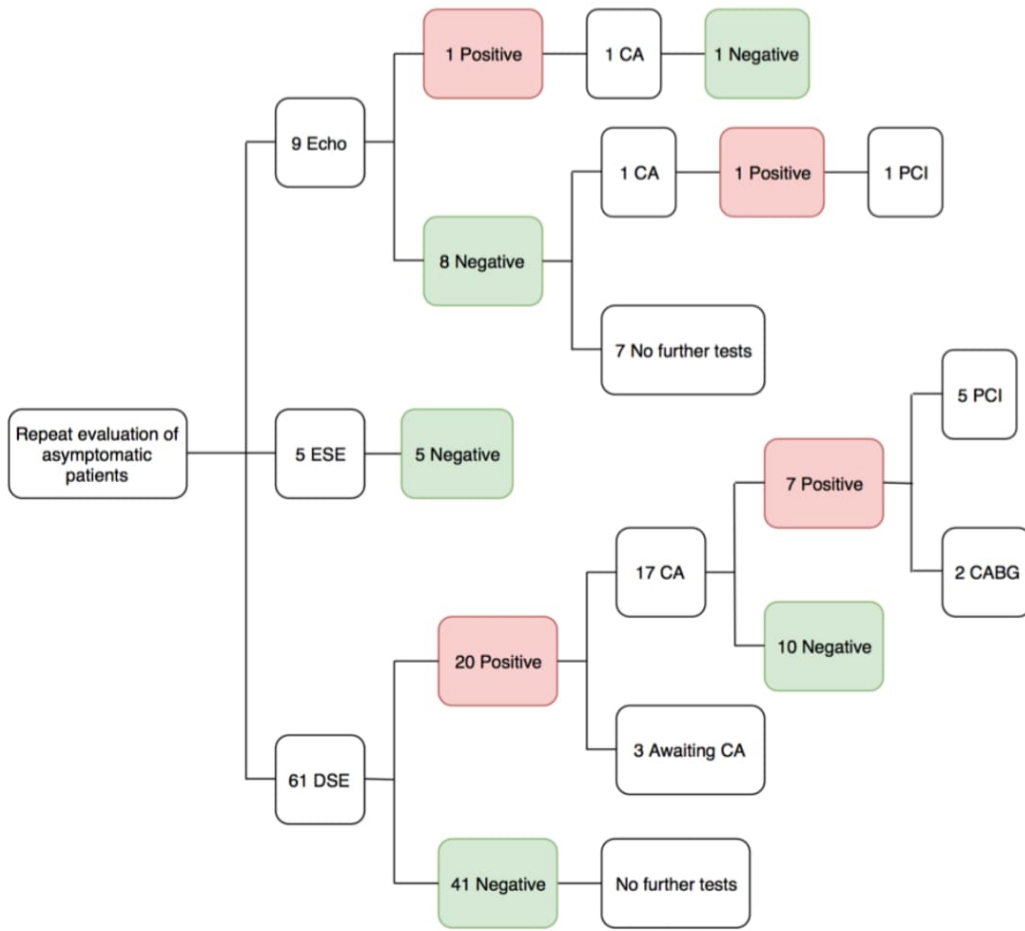 1 Positive
1 CA
1 Negative
9 Echo
1 CA
1 Positive
1 PCI
8 Negative
7 No further tests
Repeat evaluation of
asymptomatic
patients
5 ESE
5 Negative
5 PCI
7 Positive
17 CA
2 CABG
10 Negative
20 Positive
3 Awaiting CA
61 DSE
41 Negative
No further tests